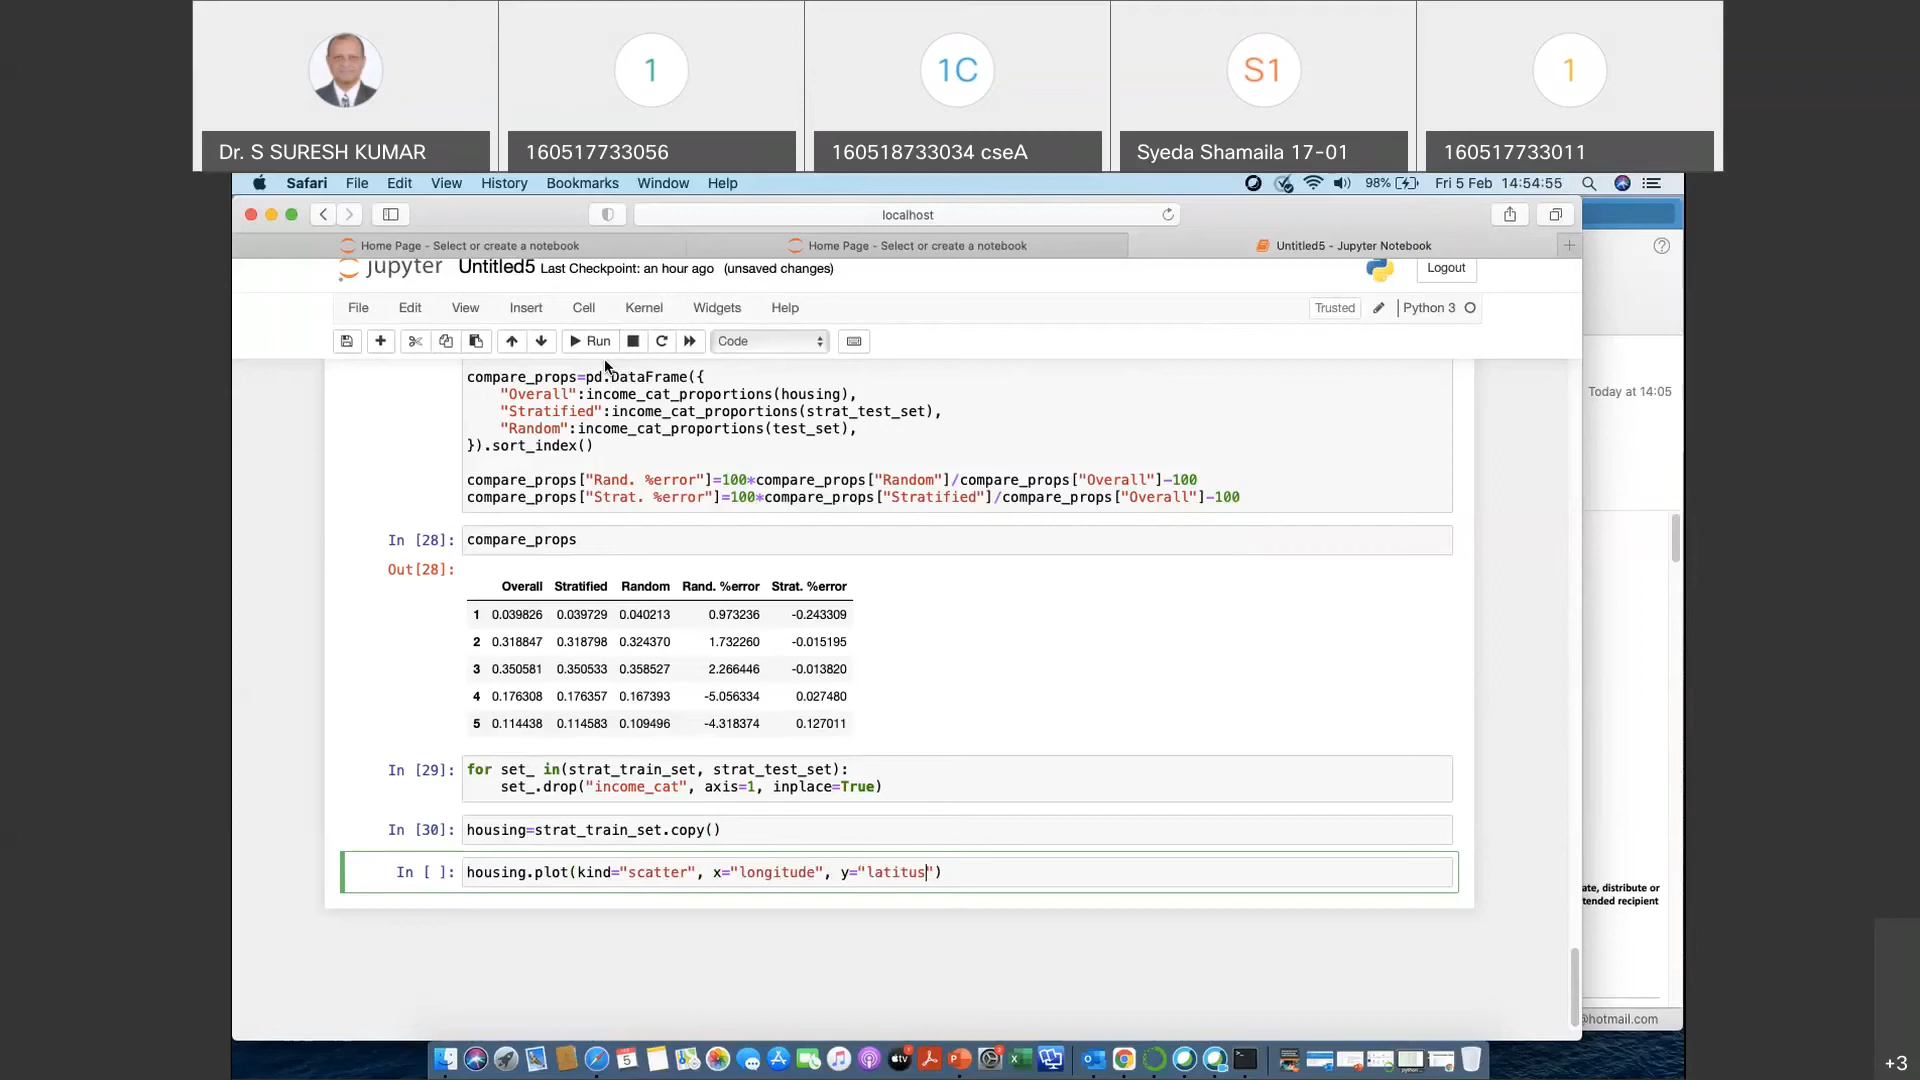 1
1C
S1
1
Dr. S SURESH KUMAR
160517733056
160518733034 cseA
Syeda Shamaila 17-01
160517733011
Safari File Edit View History Bookmarks Window Help
98% Fri 5 Feb 14:54:55
localhost
Home Page - Select or create a notebook
Home Page - Select or create a notebook
Untitled5 - Jupyter Notebook
jupyter Untitled5 Last Checkpoint: an hour ago (unsaved changes)
Logout
File Edit View Insert Cell Kernel Widgets Help
Trusted
Python 3
Run
Code
Today at 14:05
compare_props=pd.DataFrame({
"Overall":income_cat_proportions(housing),
"Stratified":income_cat_proportions(strat_test_set),
"Random":income_cat_proportions(test_set),
}).sort_index()
compare_props["Rand. %error"]=100*compare_props["Random"]/compare_props["Overall"]-100
compare_props["Strat. %error"]=100*compare_props["Stratified"]/compare_props["Overall"]-100
In [28]: compare_props
Out[28]:
Overall Stratified Random Rand. %error Strat. %error
1 0.039826 0.039729 0.040213 0.973236 -0.243309
2 0.318847 0.318798 0.324370 1.732260 -0.015195
3 0.350581 0.350533 0.358527 2.266446 -0.013820
4 0.176308 0.176357 0.167393 -5.056334 0.027480
5 0.114438 0.114583 0.109496 -4.318374 0.127011
In [29]: for set_ in(strat_train_set, strat_test_set):
set_.drop("income_cat", axis=1, inplace=True)
In [30]: housing=strat_train_set.copy()
In [ ]: housing.plot(kind="scatter", x="longitude", y="latitus")
ate, distribute or
tended recipient
@hotmail.com
+3